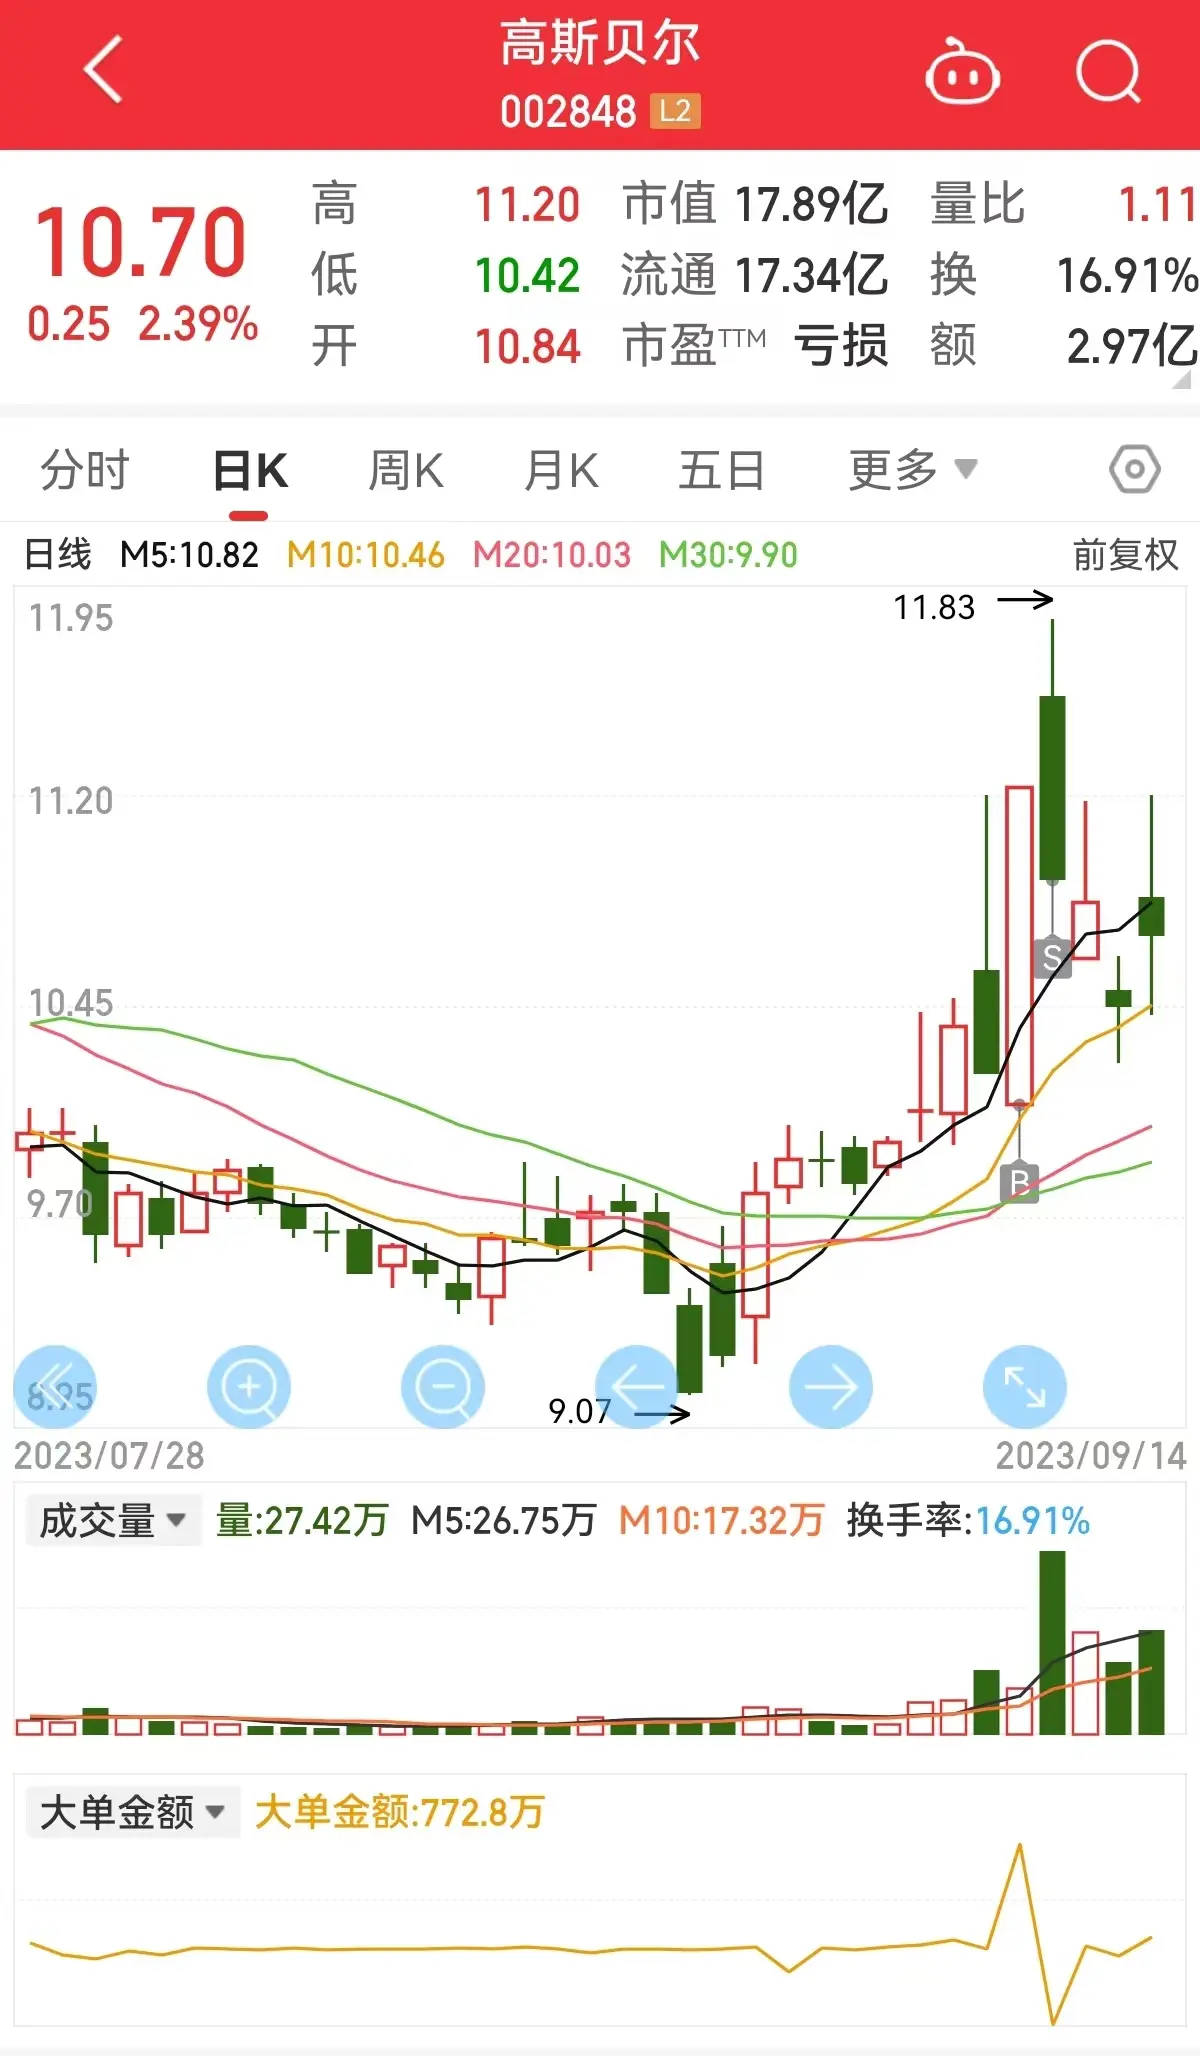 高斯贝尔
002848 L2
10.70 高 11.20 市值 17.89亿 量比 1.11
低 10.42 流通 17.34亿 换 16.91%
0.25 2.39% 开 10.84 市盈TTM 亏损 额 2.97亿
分时 日K 周K 月K 五日 更多
日线 M5:10.82 M10:10.46 M20:10.03 M30:9.90 前复权
11.83
11.95
11.20
S
10.45
B
9.70
8.95
9.07
2023/07/28 2023/09/14
成交量 量:27.42万 M5:26.75万 M10:17.32万 换手率:16.91%
大单金额 大单金额:772.8万